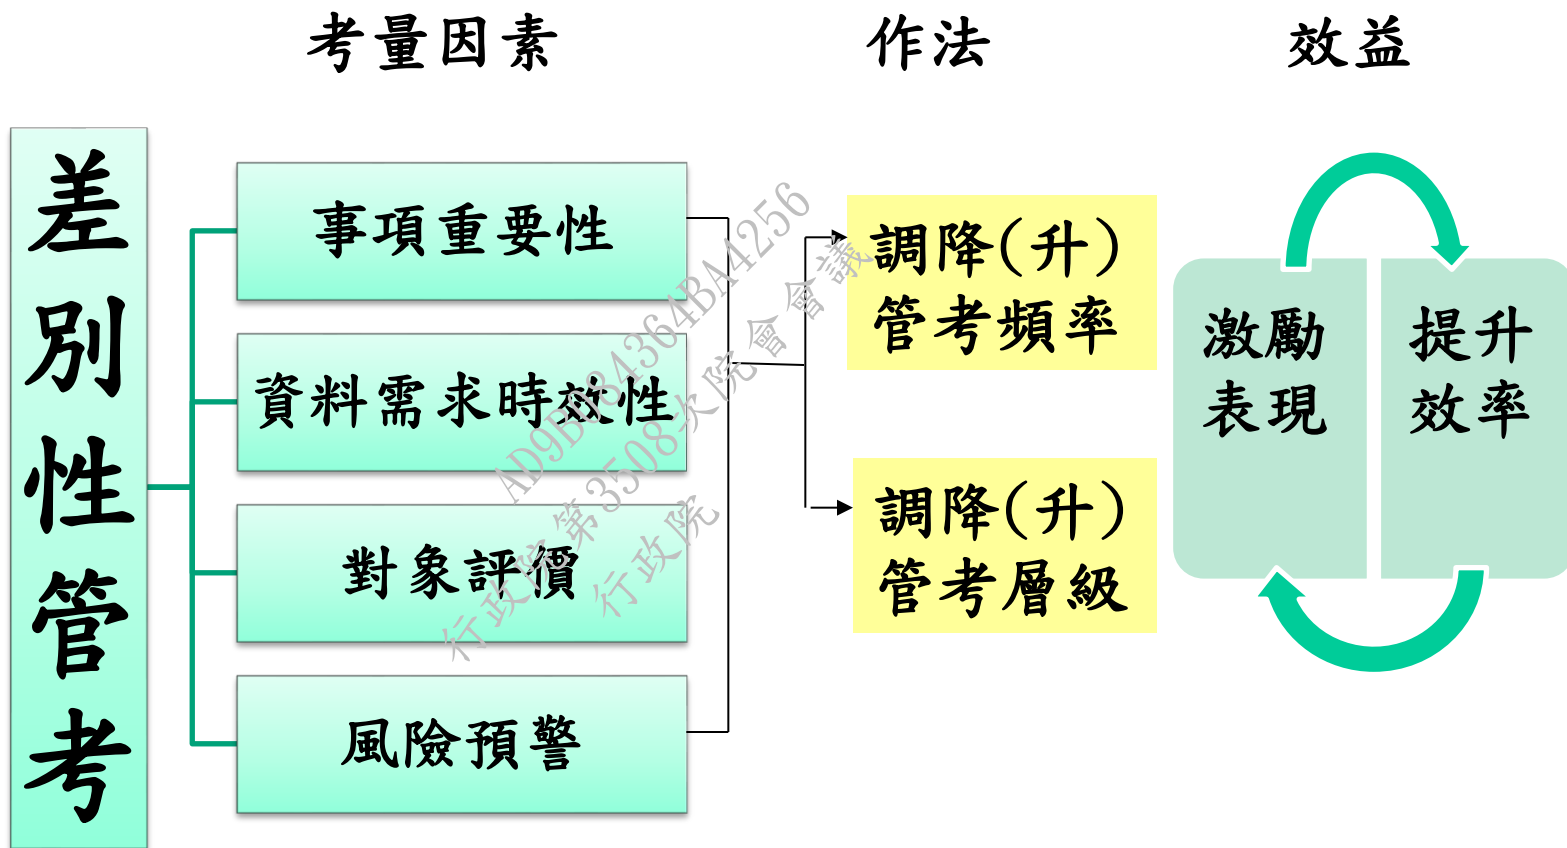 考量因素
作法
效益
差別性管考
事項重要性
資料需求時效性
對象評價
風險預警
調降(升)
管考頻率
調降(升)
管考層級
激勵
表現
提升
效率
AD9B084364BA4256
行政院第3508次院會會議
行政院